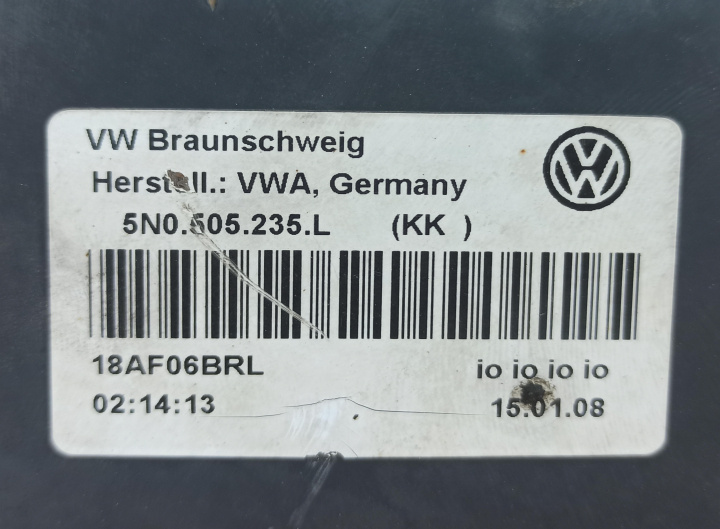 VW Braunschweig
Herstell.: VWA, Germany
5N0.505.235.L (KK )
18AF06BRL io io io io
02:14:13 15.01.08